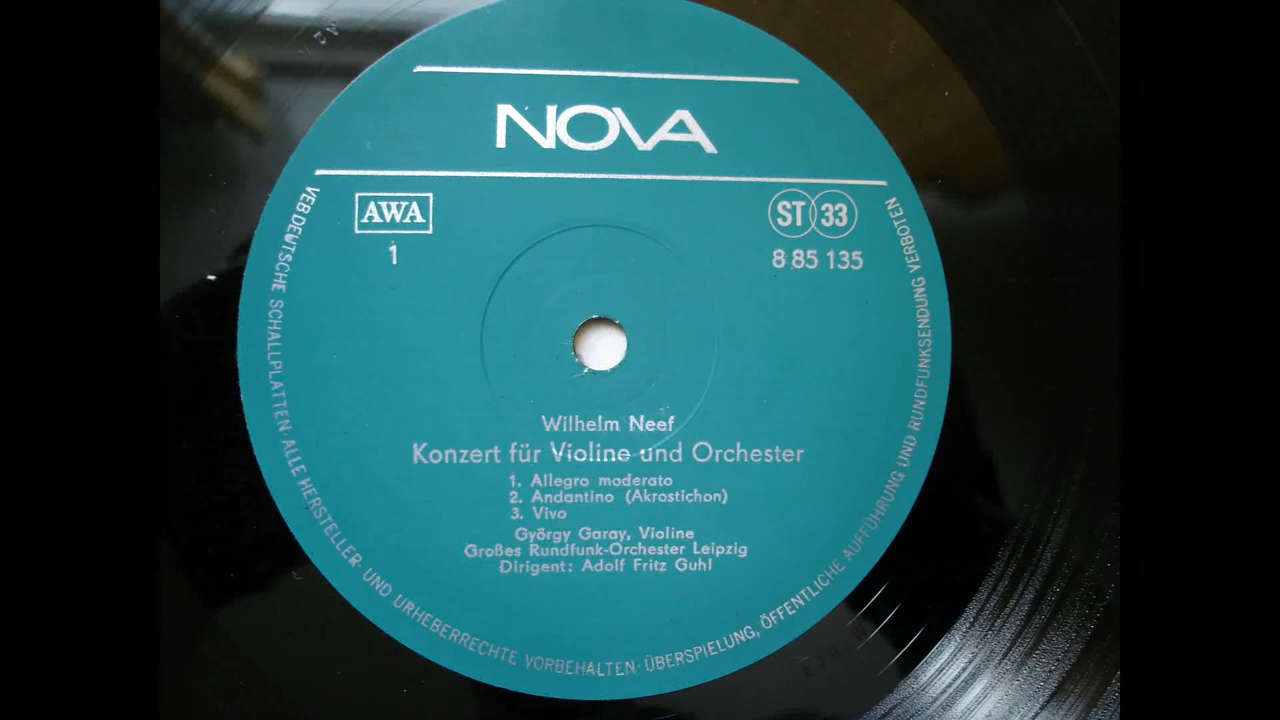 NOVA
AWA
1
ST 33
8 85 135
Wilhelm Neef
Konzert für Violine und Orchester
1. Allegro moderato
2. Andantino (Akrostichon)
3. Vivo
György Garay, Violine
Großes Rundfunk-Orchester Leipzig
Dirigent: Adolf Fritz Guhl
VEB DEUTSCHE SCHALLPLATTEN · ALLE HERSTELLER- UND URHEBERRECHTE VORBEHALTEN · ÜBERSPIELUNG, ÖFFENTLICHE AUFFÜHRUNG UND RUNDFUNKSENDUNG VERBOTEN